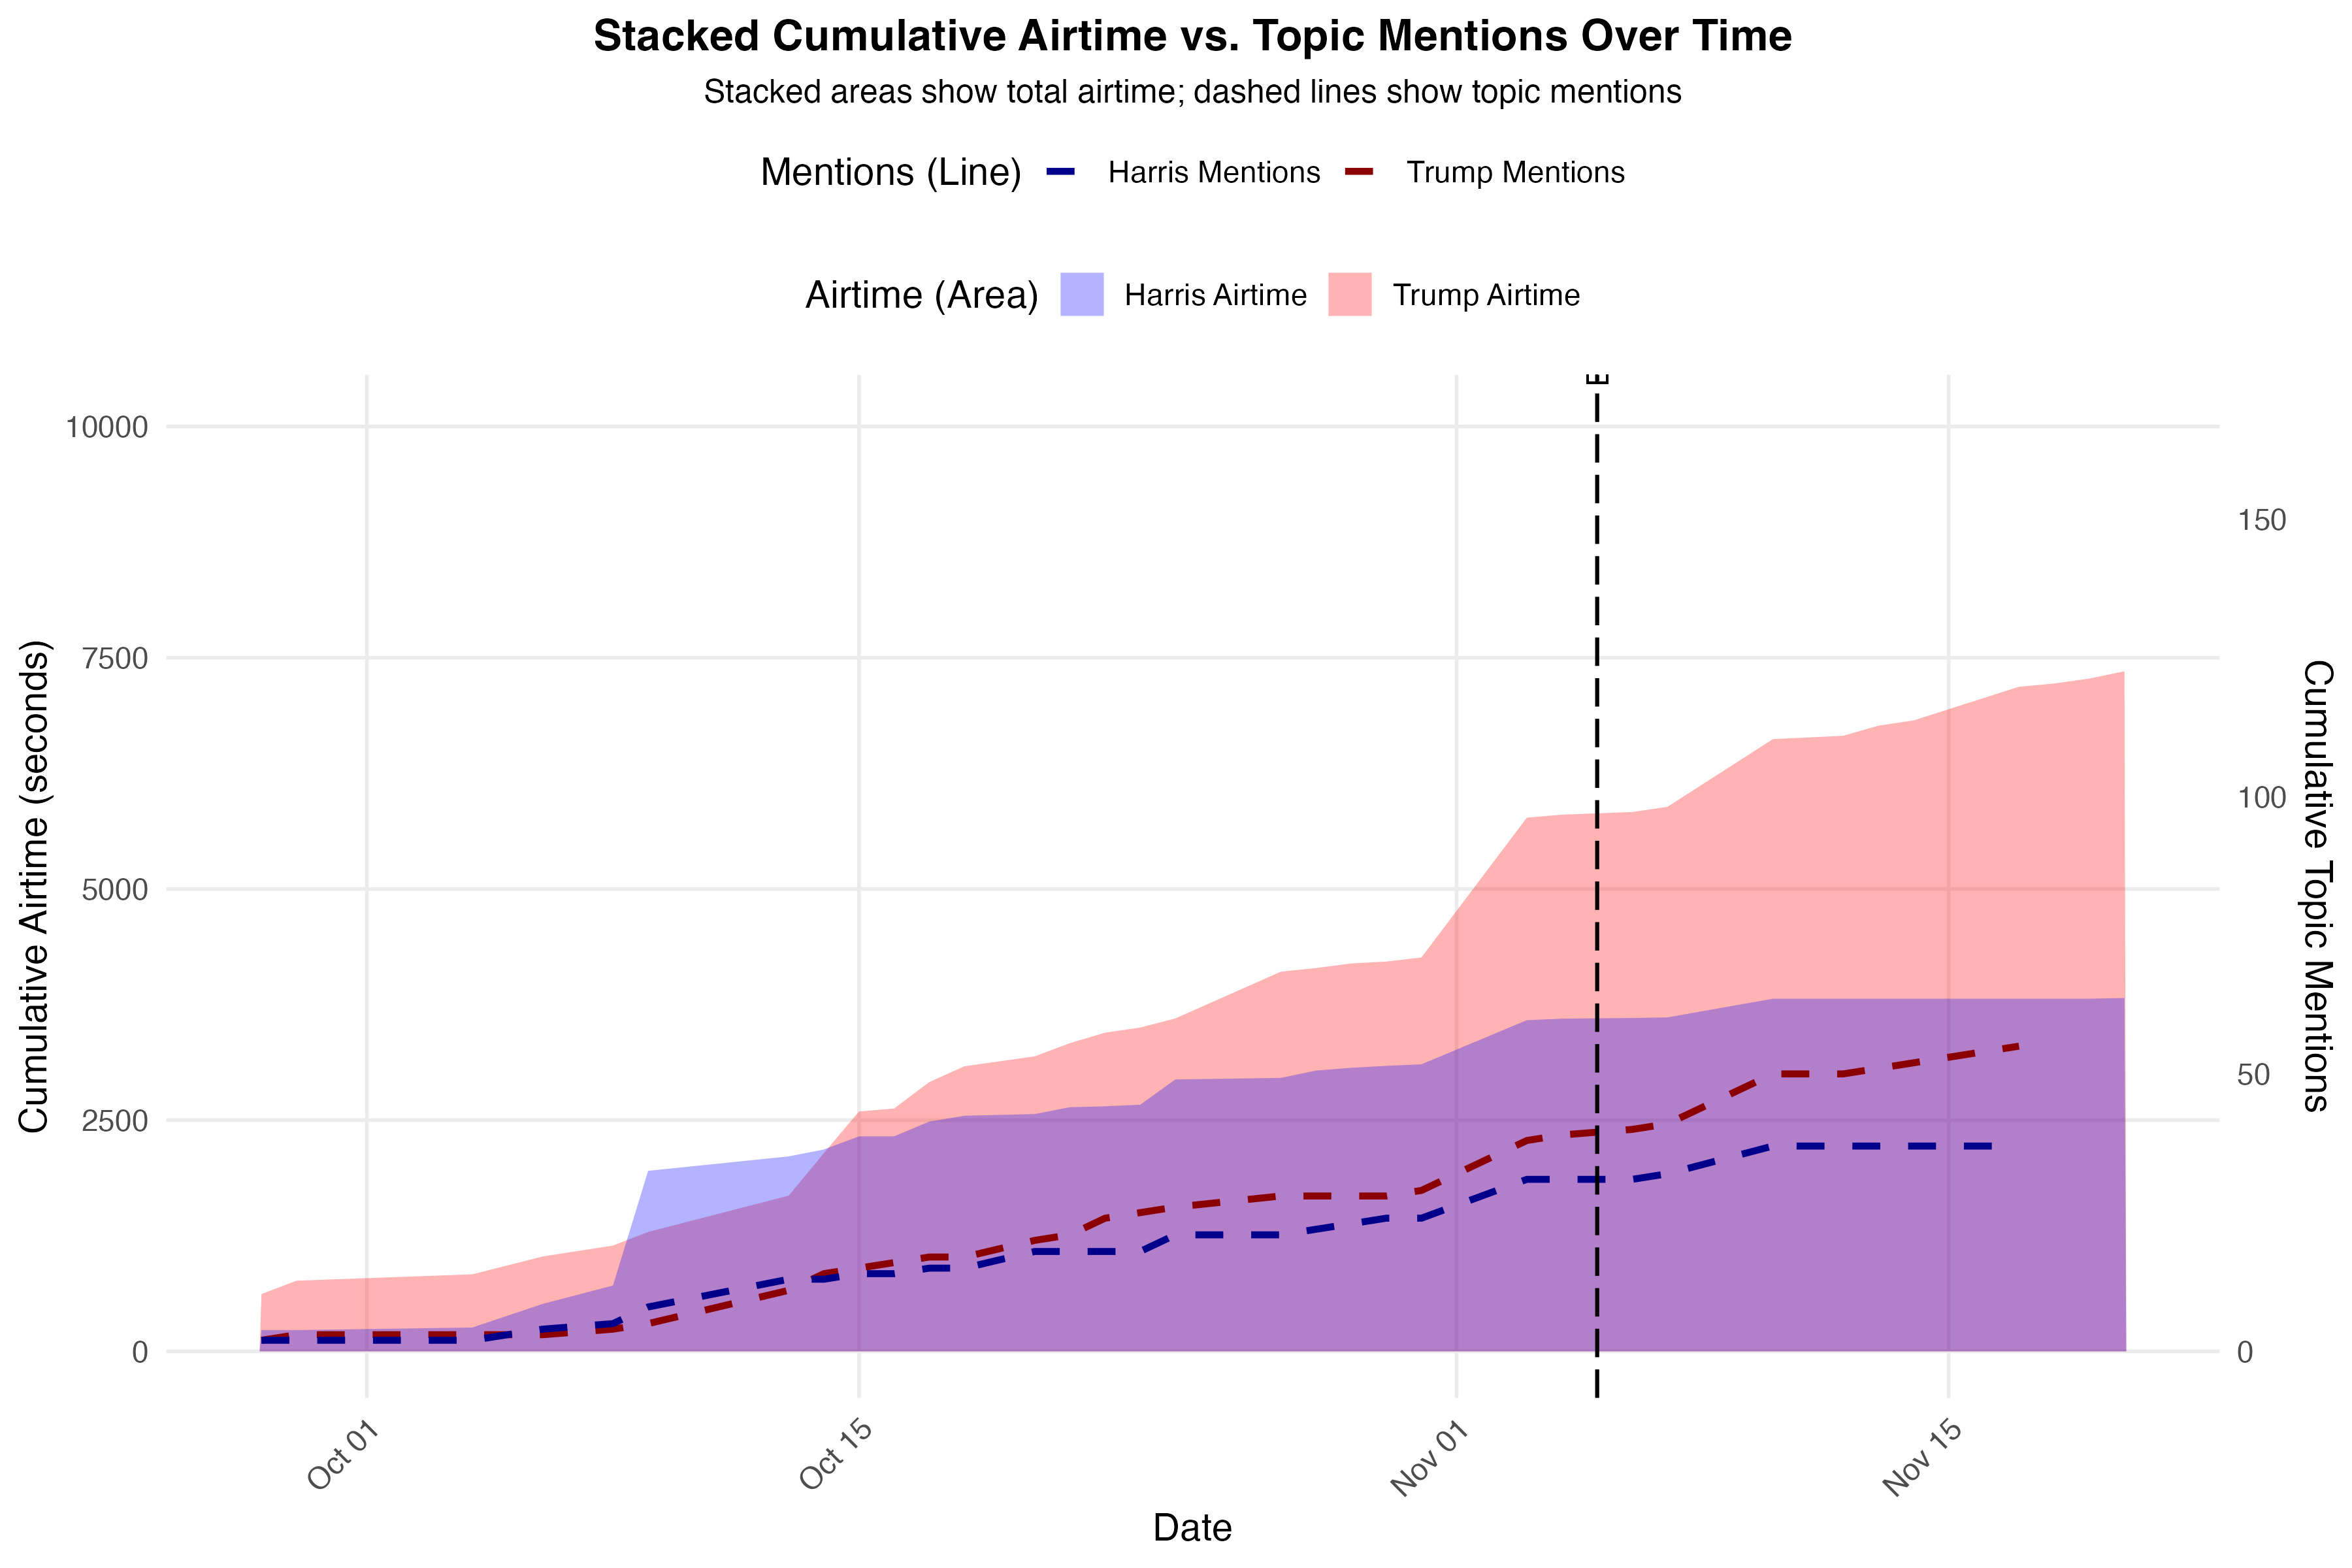 Stacked Cumulative Airtime vs. Topic Mentions Over Time
Stacked areas show total airtime; dashed lines show topic mentions
Mentions (Line) Harris Mentions Trump Mentions
Airtime (Area) Harris Airtime Trump Airtime
E
10000
7500
5000
2500
0
Cumulative Airtime (seconds)
150
100
50
0
Cumulative Topic Mentions
Oct 01
Oct 15
Nov 01
Nov 15
Date